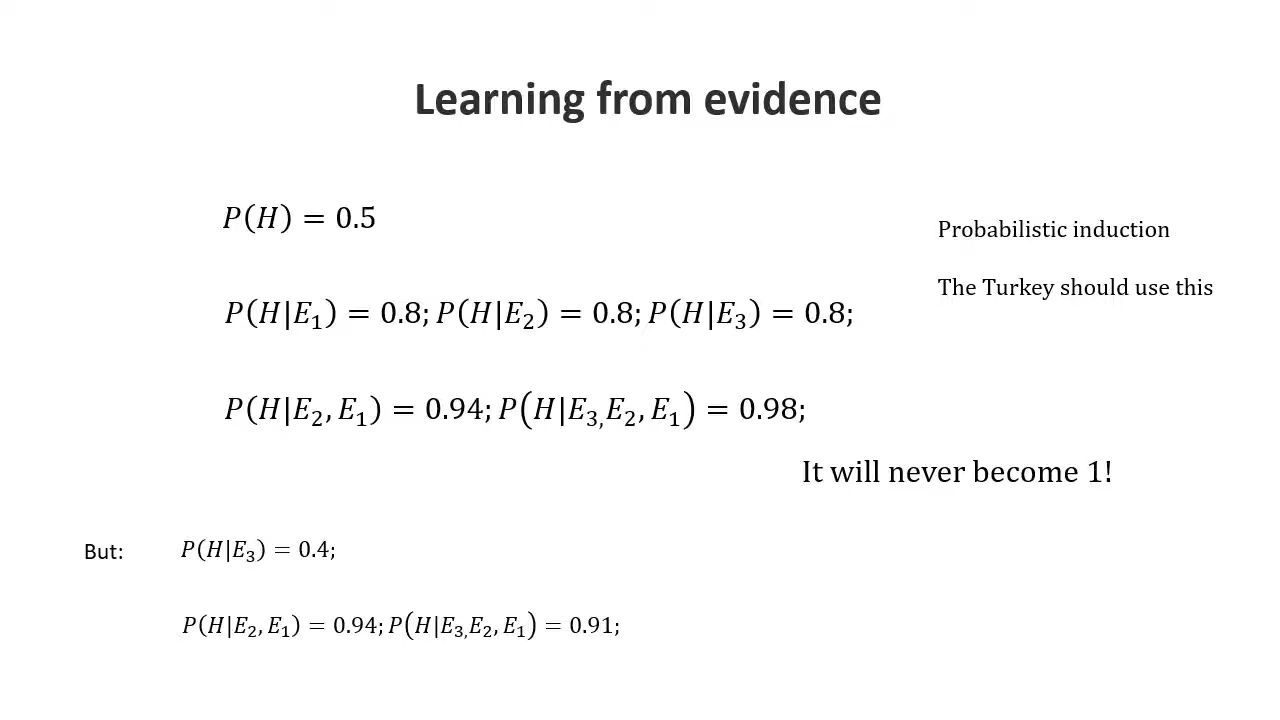 Learning from evidence
P(H) = 0.5
Probabilistic induction
The Turkey should use this
P(H|E₁) = 0.8; P(H|E₂) = 0.8; P(H|E₃) = 0.8;
P(H|E₂, E₁) = 0.94; P(H|E₃,E₂, E₁) = 0.98;
It will never become 1!
But: P(H|E₃) = 0.4;
P(H|E₂, E₁) = 0.94; P(H|E₃,E₂, E₁) = 0.91;